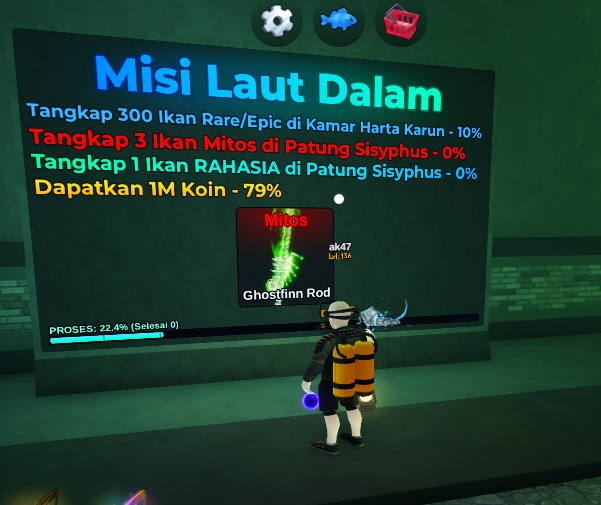 Misi Laut Dalam
Tangkap 300 Ikan Rare/Epic di Kamar Harta Karun - 10%
Tangkap 3 Ikan Mitos di Patung Sisyphus - 0%
Tangkap 1 Ikan RAHASIA di Patung Sisyphus - 0%
Dapatkan 1M Koin - 79%
Mitos
ak47
Lvl. 136
Ghostfinn Rod
PROSES: 22.4% (Selesai 0)